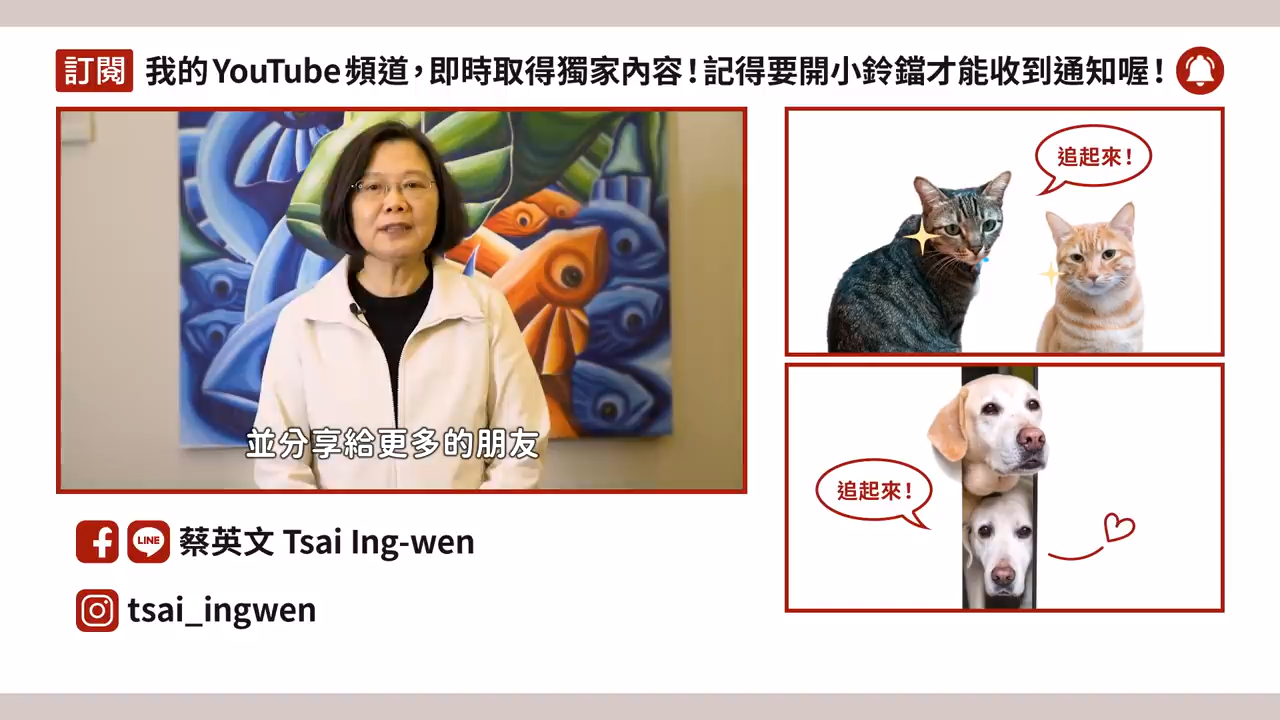 訂閱 我的YouTube頻道，即時取得獨家內容！記得要開小鈴鐺才能收到通知喔！
並分享給更多的朋友
追起來！
追起來！
LINE 蔡英文 Tsai Ing-wen
tsai_ingwen